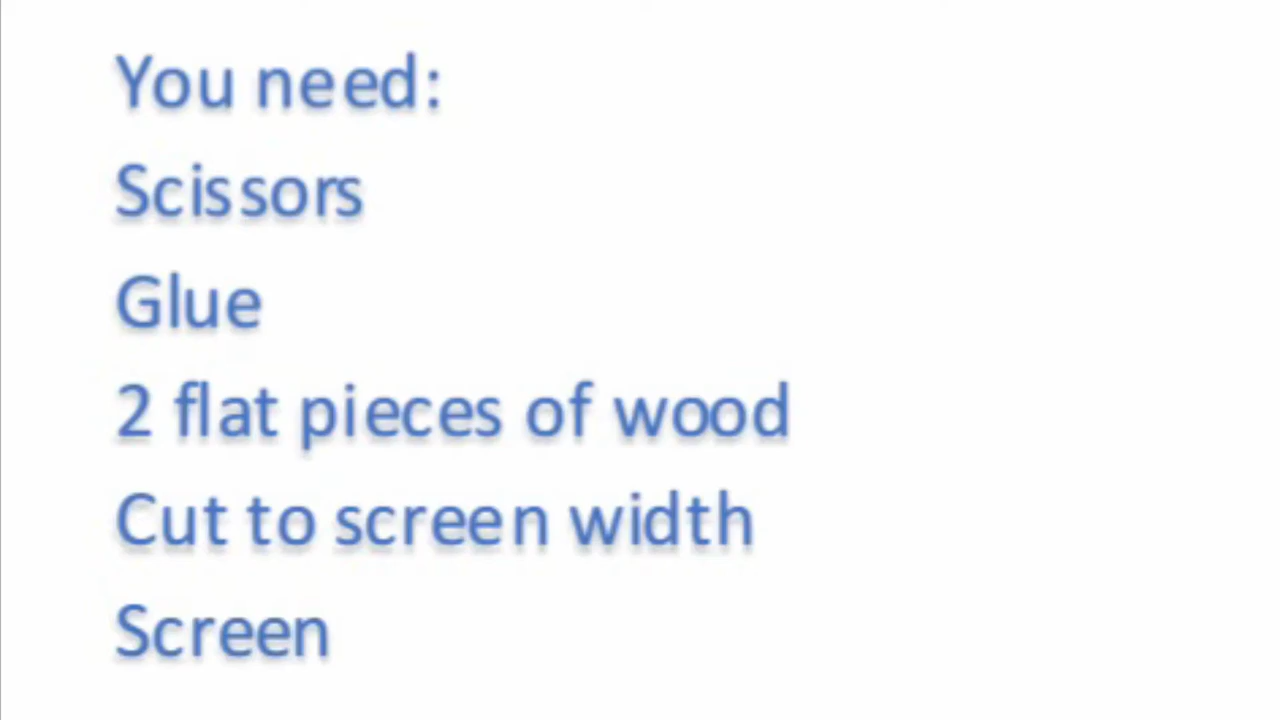 You need:
Scissors
Glue
2 flat pieces of wood
Cut to screen width
Screen